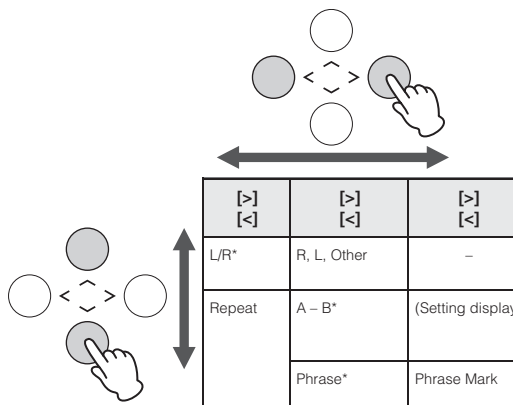 [>] [>] [>]
[<] [<] [<]
L/R* R, L, Other –
Repeat A – B* (Setting display
Phrase* Phrase Mark